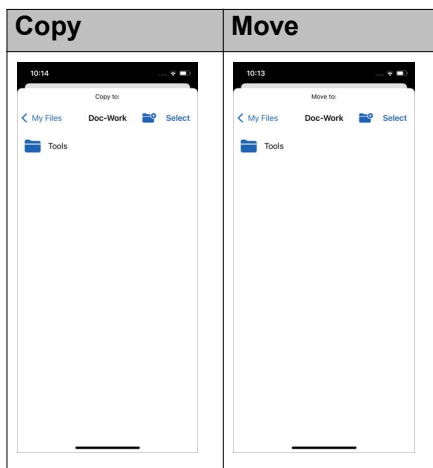 Copy
Move
10:14
Copy to:
My Files Doc-Work Select
Tools
10:13
Move to:
My Files Doc-Work Select
Tools